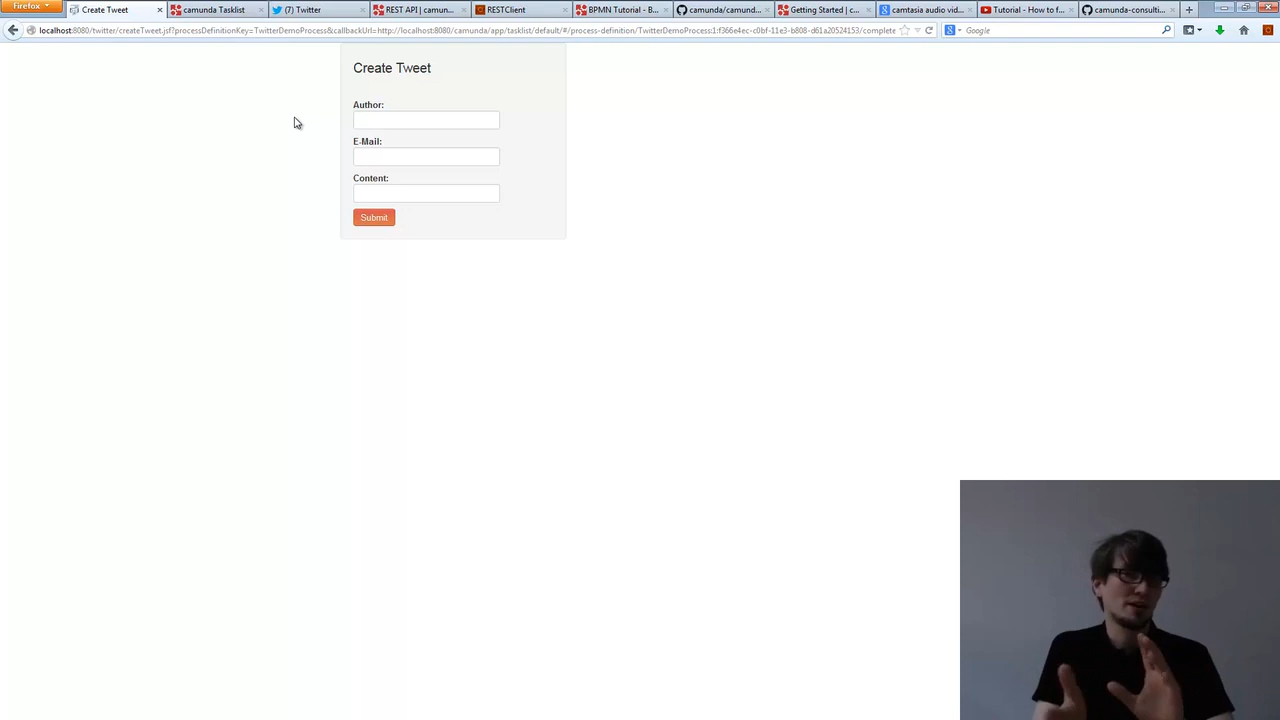 Firefox
Create Tweet
camunda Tasklist
(7) Twitter
REST API | camun...
RESTClient
BPMN Tutorial - B...
camunda/camund...
Getting Started | c...
camtasia audio vid...
Tutorial - How to f...
camunda-consulti...
localhost:8080/twitter/createTweet.jsf?processDefinitionKey=TwitterDemoProcess&callbackUrl=http://localhost:8080/camunda/app/tasklist/default/#/process-definition/TwitterDemoProcess:1:f366e4ec-c0bf-11e3-b808-d61a20524153/complete
Google
Create Tweet
Author:
E-Mail:
Content:
Submit